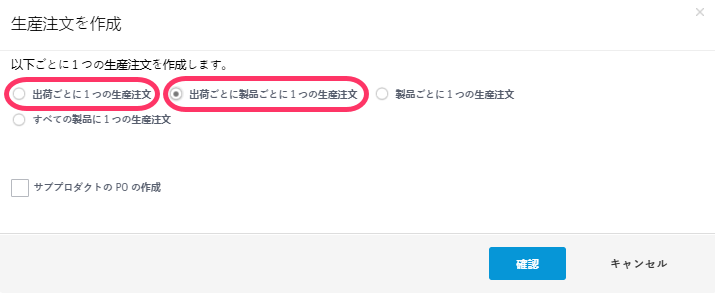 生産注文を作成
以下ごとに１つの生産注文を作成します。
出荷ごとに１つの生産注文 出荷ごとに製品ごとに１つの生産注文 製品ごとに１つの生産注文
すべての製品に１つの生産注文
サブプロダクトの PO の作成
確認 キャンセル